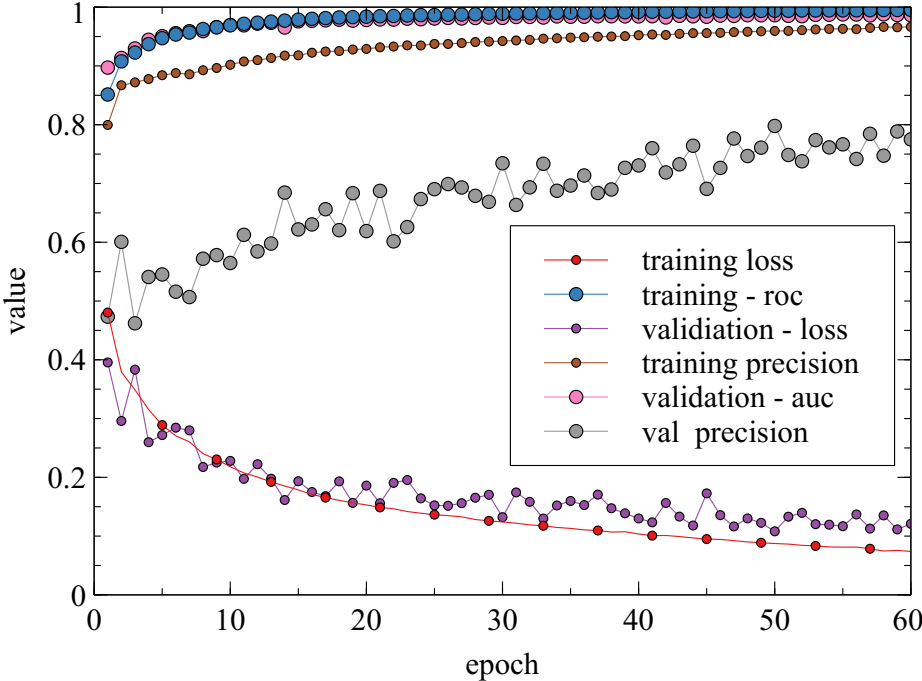 1
0.8
0.6
0.4
0.2
0
value
training loss
training - roc
validiation - loss
training precision
validation - auc
val precision
0 10 20 30 40 50 60
epoch